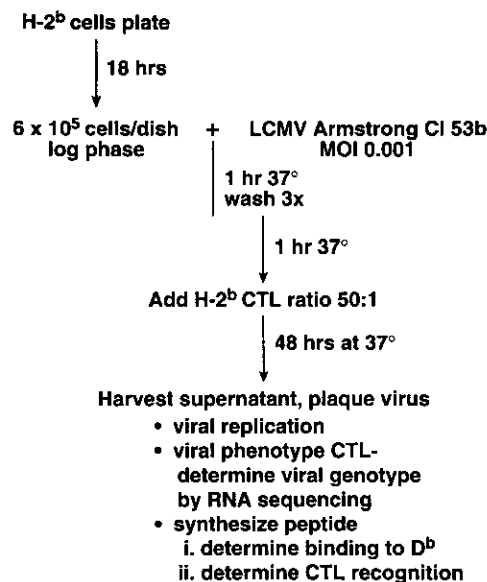 H-2ᵇ cells plate
18 hrs
6 x 10⁵ cells/dish + LCMV Armstrong Cl 53b
log phase MOI 0.001
1 hr 37°
wash 3x
1 hr 37°
Add H-2ᵇ CTL ratio 50:1
48 hrs at 37°
Harvest supernatant, plaque virus
• viral replication
• viral phenotype CTL-
determine viral genotype
by RNA sequencing
• synthesize peptide
i. determine binding to Dᵇ
ii. determine CTL recognition